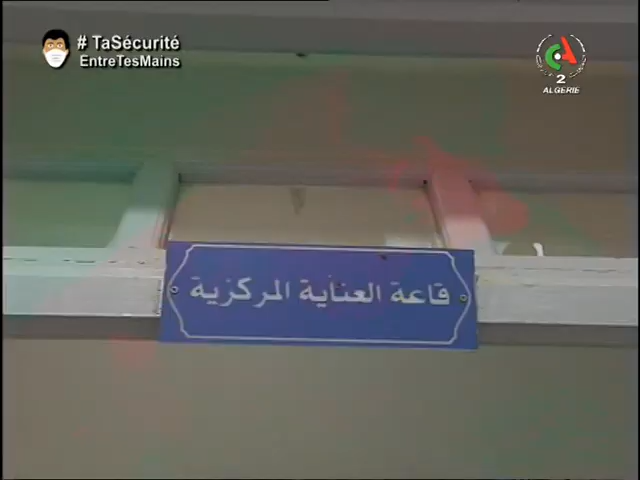 # TaSécurité
EntreTesMains
2
ALGERIE
قاعة العناية المركزية